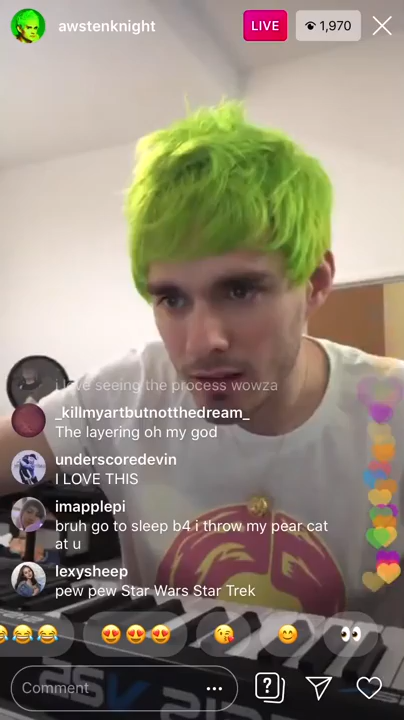 awstenknight
LIVE
1,970
i love seeing the process wowza
_killmyartbutnotthedream_
The layering oh my god
underscoredevin
I LOVE THIS
imapplepi
bruh go to sleep b4 i throw my pear cat
at u
lexysheep
pew pew Star Wars Star Trek
Comment